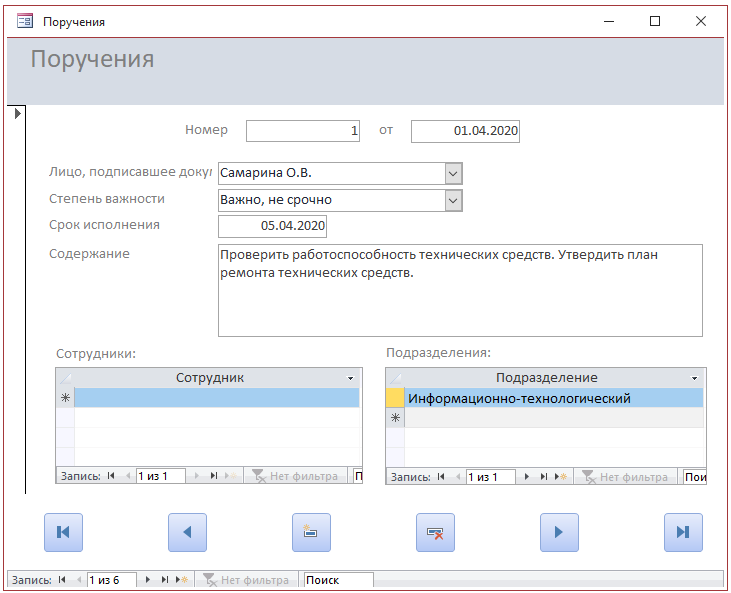 Поручения
Поручения
Номер 1 от 01.04.2020
Лицо, подписавшее доку Самарина О.В.
Степень важности Важно, не срочно
Срок исполнения 05.04.2020
Содержание Проверить работоспособность технических средств. Утвердить план
ремонта технических средств.
Сотрудники: Подразделения:
Сотрудник Подразделение
Информационно-технологический
Запись: 1 из 1 Нет фильтра П Запись: 1 из 1 Нет фильтра Пои
Запись: 1 из 6 Нет фильтра Поиск